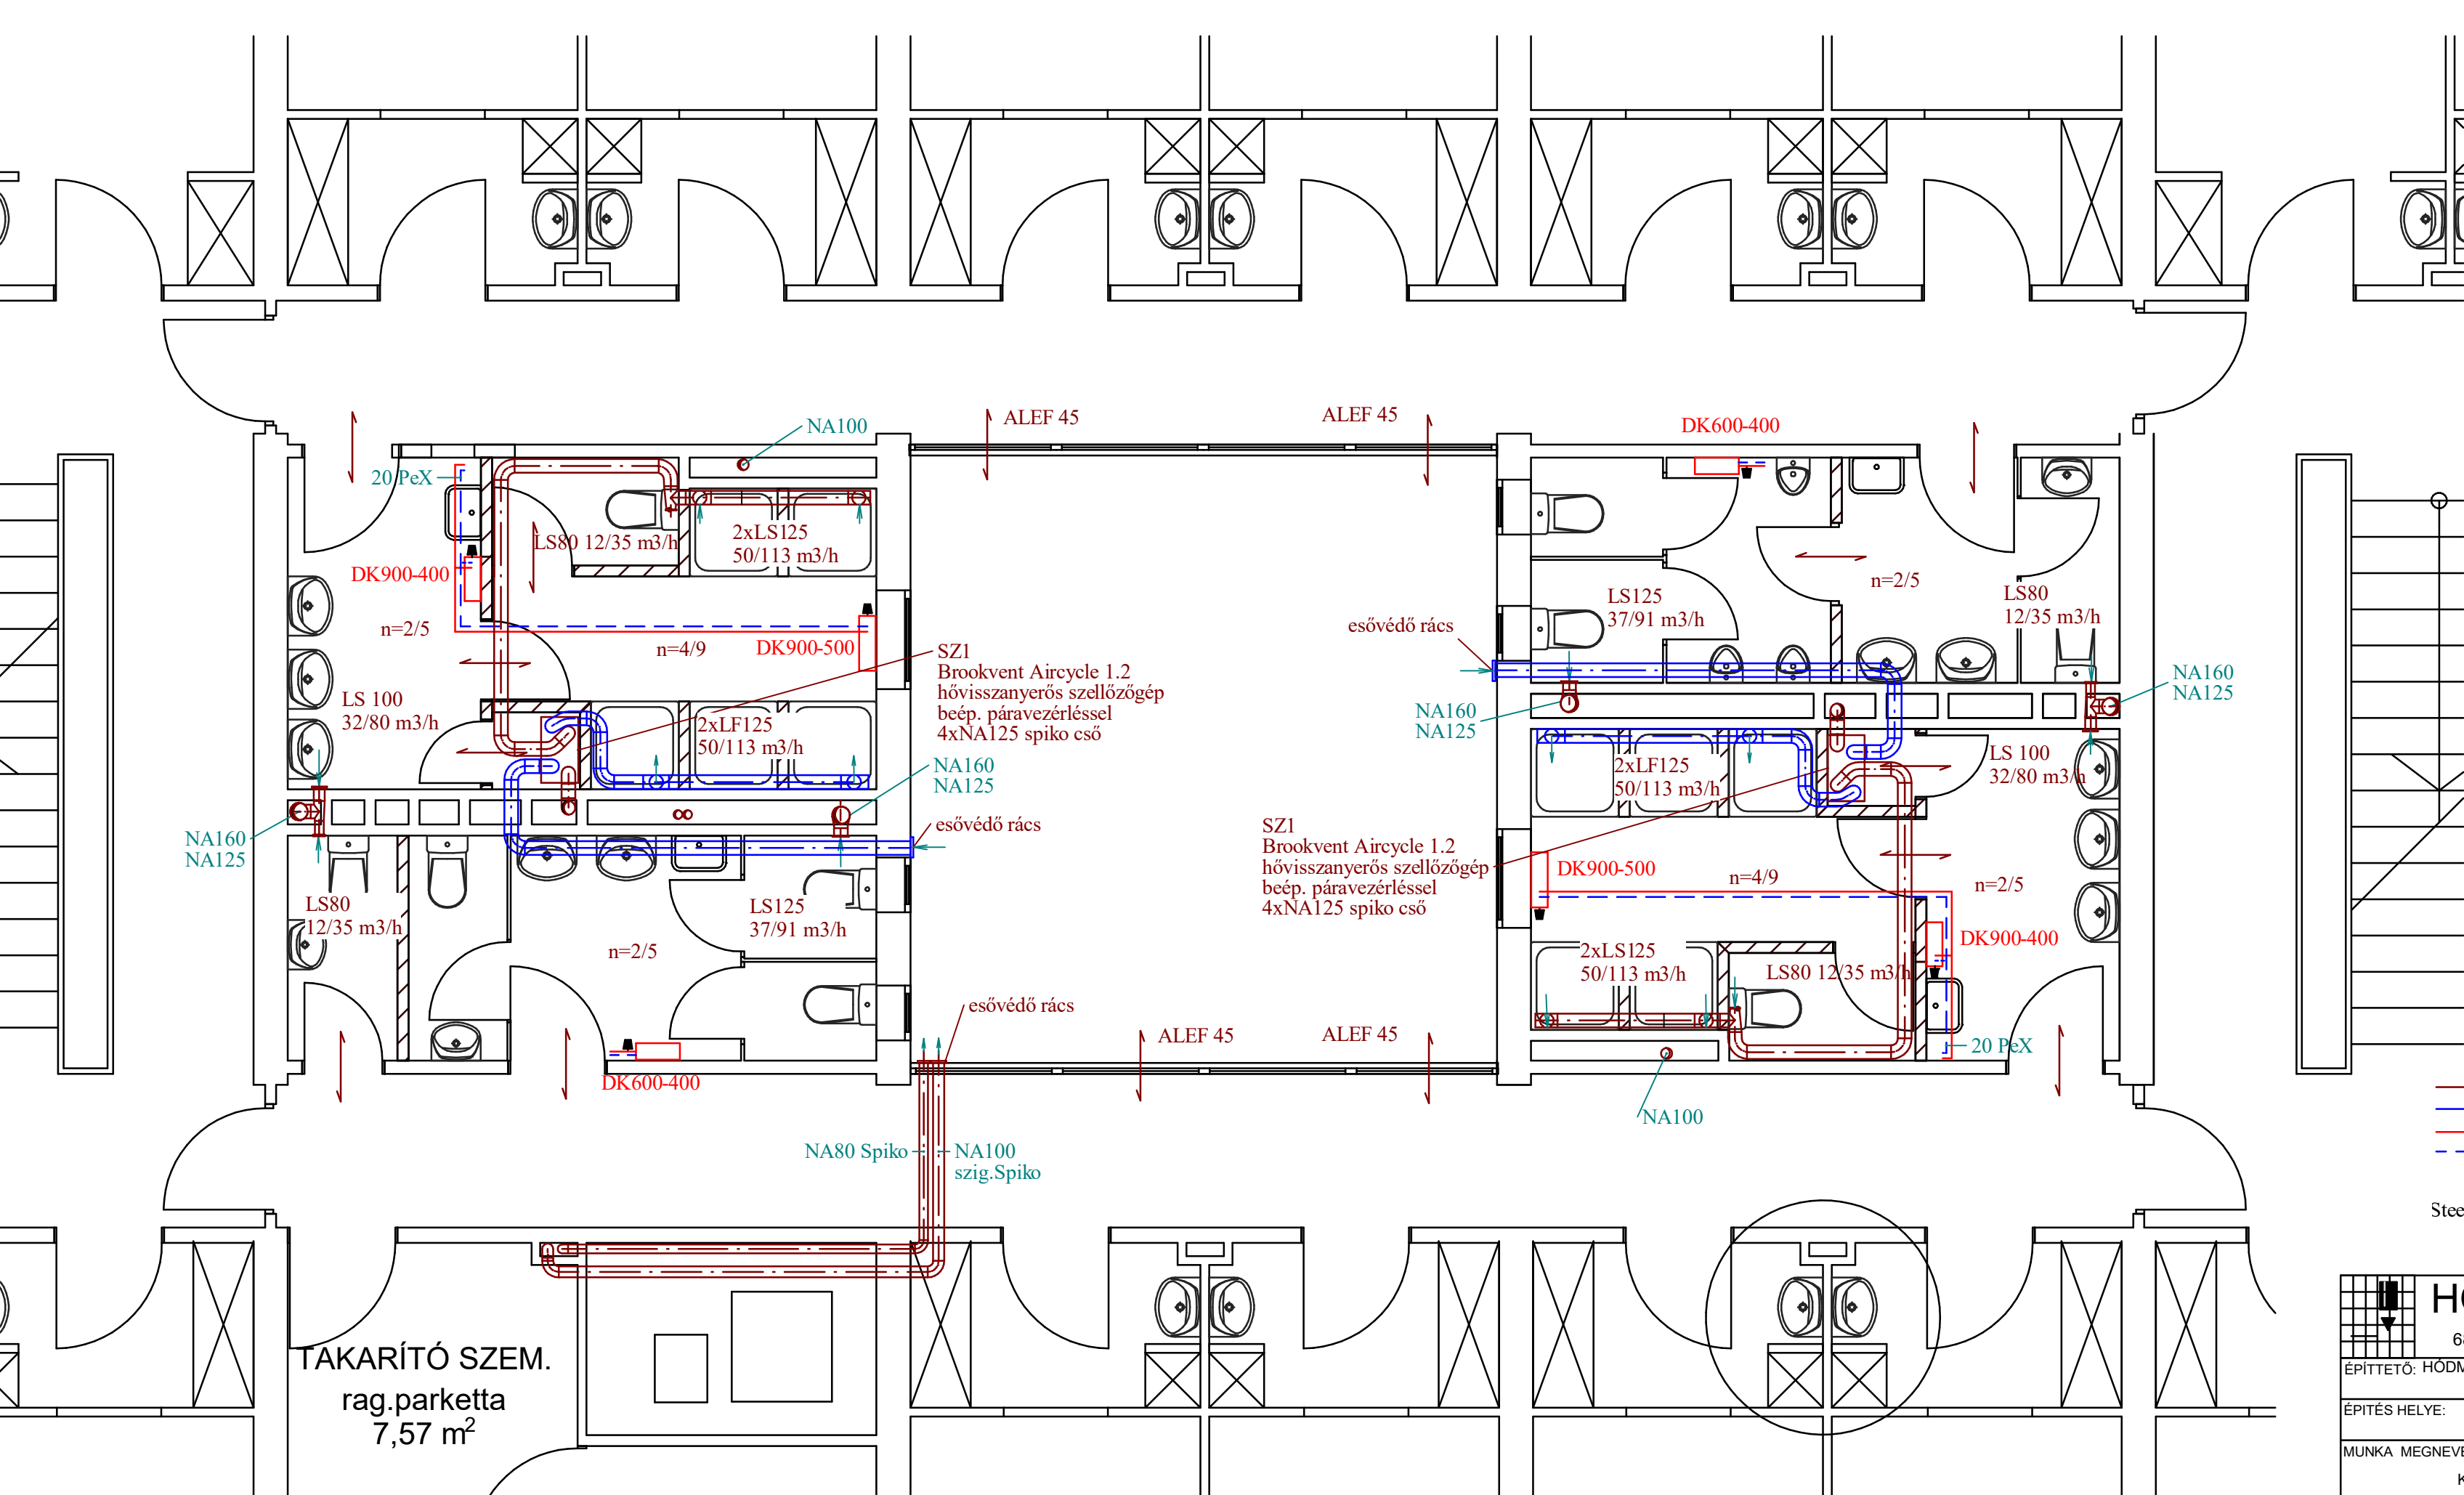 ALEF 45
ALEF 45
NA100
DK600-400
20 PeX
LS80 12/35 m3/h
2xLS125
50/113 m3/h
DK900-400
n=2/5
n=4/9
DK900-500
LS 100
32/80 m3/h
2xLF125
50/113 m3/h
SZ1
Brookvent Aircycle 1.2
hővisszanyerős szellőzőgép
beép. páravezérléssel
4xNA125 spiko cső
NA160
NA125
esővédő rács
NA160
NA125
LS80
12/35 m3/h
LS125
37/91 m3/h
n=2/5
DK600-400
esővédő rács
LS125
37/91 m3/h
n=2/5
LS80
12/35 m3/h
esővédő rács
NA160
NA125
NA160
NA125
2xLF125
50/113 m3/h
LS 100
32/80 m3/h
SZ1
Brookvent Aircycle 1.2
hővisszanyerős szellőzőgép
beép. páravezérléssel
4xNA125 spiko cső
DK900-500
n=4/9
n=2/5
DK900-400
2xLS125
50/113 m3/h
LS80 12/35 m3/h
20 PeX
ALEF 45
ALEF 45
NA100
NA80 Spiko
NA100
szig.Spiko
TAKARÍTÓ SZEM.
rag.parketta
7,57 m2
Stee
H
6
ÉPÍTTETŐ: HÓDM
ÉPITÉS HELYE:
MUNKA MEGNEVE
K